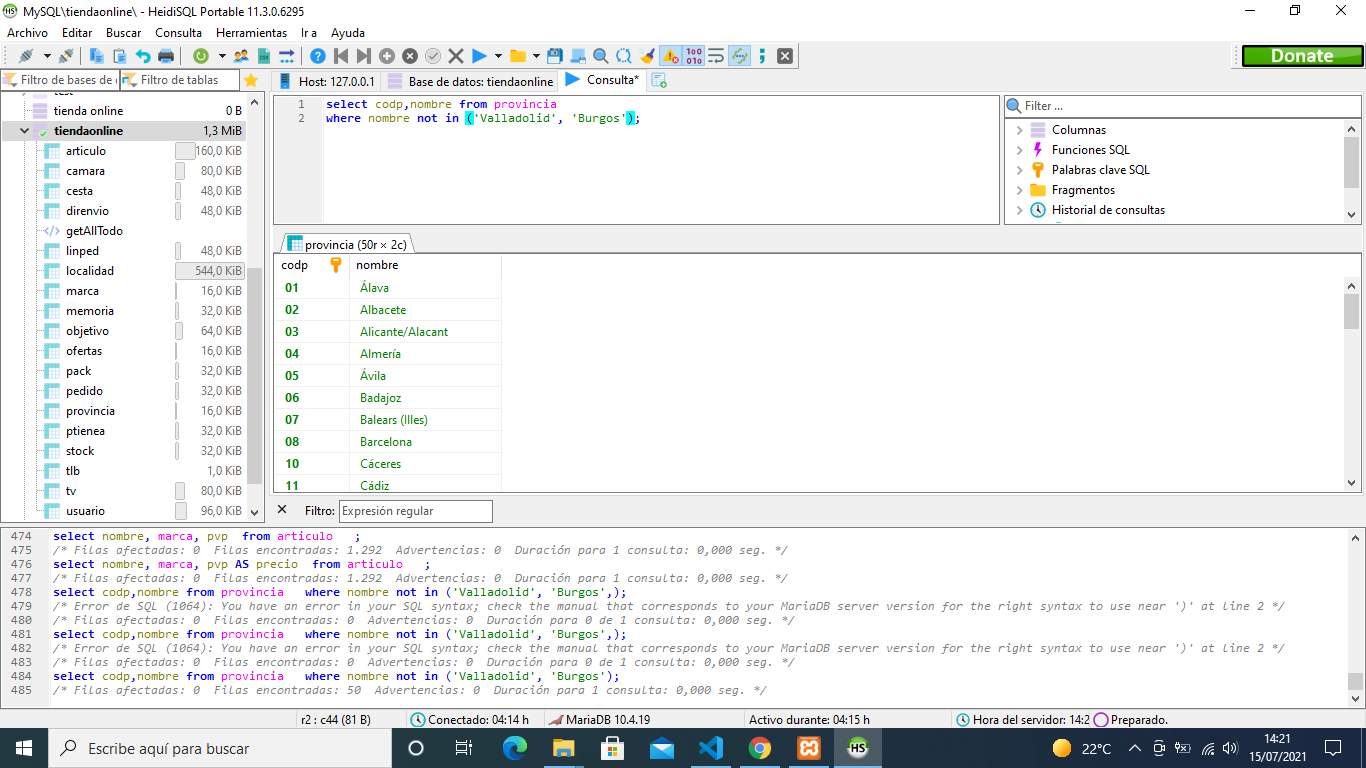 MySQL\tiendaonline\ - HeidiSQL Portable 11.3.0.6295
Archivo Editar Buscar Consulta Herramientas Ir a Ayuda
Donate
Filtro de bases de Filtro de tablas
Host: 127.0.0.1 Base de datos: tiendaonline Consulta*
tienda online 0 B
tiendaonline 1,3 MiB
articulo 160,0 KiB
camara 80,0 KiB
cesta 48,0 KiB
direnvio 48,0 KiB
getAllTodo
linped 48,0 KiB
localidad 544,0 KiB
marca 16,0 KiB
memoria 32,0 KiB
objetivo 64,0 KiB
ofertas 16,0 KiB
pack 32,0 KiB
pedido 32,0 KiB
provincia 16,0 KiB
ptienea 32,0 KiB
stock 32,0 KiB
tlb 1,0 KiB
tv 80,0 KiB
usuario 96,0 KiB
1 select codp,nombre from provincia
2 where nombre not in ('Valladolid', 'Burgos');
Filter ...
Columnas
Funciones SQL
Palabras clave SQL
Fragmentos
Historial de consultas
provincia (50r × 2c)
codp nombre
01 Álava
02 Albacete
03 Alicante/Alacant
04 Almería
05 Ávila
06 Badajoz
07 Balears (Illes)
08 Barcelona
10 Cáceres
11 Cádiz
Filtro: Expresión regular
474 select nombre, marca, pvp  from articulo   ;
475 /* Filas afectadas: 0  Filas encontradas: 1.292  Advertencias: 0  Duración para 1 consulta: 0,000 seg. */
476 select nombre, marca, pvp AS precio  from articulo   ;
477 /* Filas afectadas: 0  Filas encontradas: 1.292  Advertencias: 0  Duración para 1 consulta: 0,000 seg. */
478 select codp,nombre from provincia   where nombre not in ('Valladolid', 'Burgos',);
479 /* Error de SQL (1064): You have an error in your SQL syntax; check the manual that corresponds to your MariaDB server version for the right syntax to use near ')' at line 2 */
480 /* Filas afectadas: 0  Filas encontradas: 0  Advertencias: 0  Duración para 0 de 1 consulta: 0,000 seg. */
481 select codp,nombre from provincia   where nombre not in ('Valladolid', 'Burgos',);
482 /* Error de SQL (1064): You have an error in your SQL syntax; check the manual that corresponds to your MariaDB server version for the right syntax to use near ')' at line 2 */
483 /* Filas afectadas: 0  Filas encontradas: 0  Advertencias: 0  Duración para 0 de 1 consulta: 0,000 seg. */
484 select codp,nombre from provincia   where nombre not in ('Valladolid', 'Burgos');
485 /* Filas afectadas: 0  Filas encontradas: 50  Advertencias: 0  Duración para 1 consulta: 0,000 seg. */
r2 : c44 (81 B) Conectado: 04:14 h MariaDB 10.4.19 Activo durante: 04:15 h Hora del servidor: 14:2 Preparado.
Escribe aquí para buscar
22°C
14:21
15/07/2021